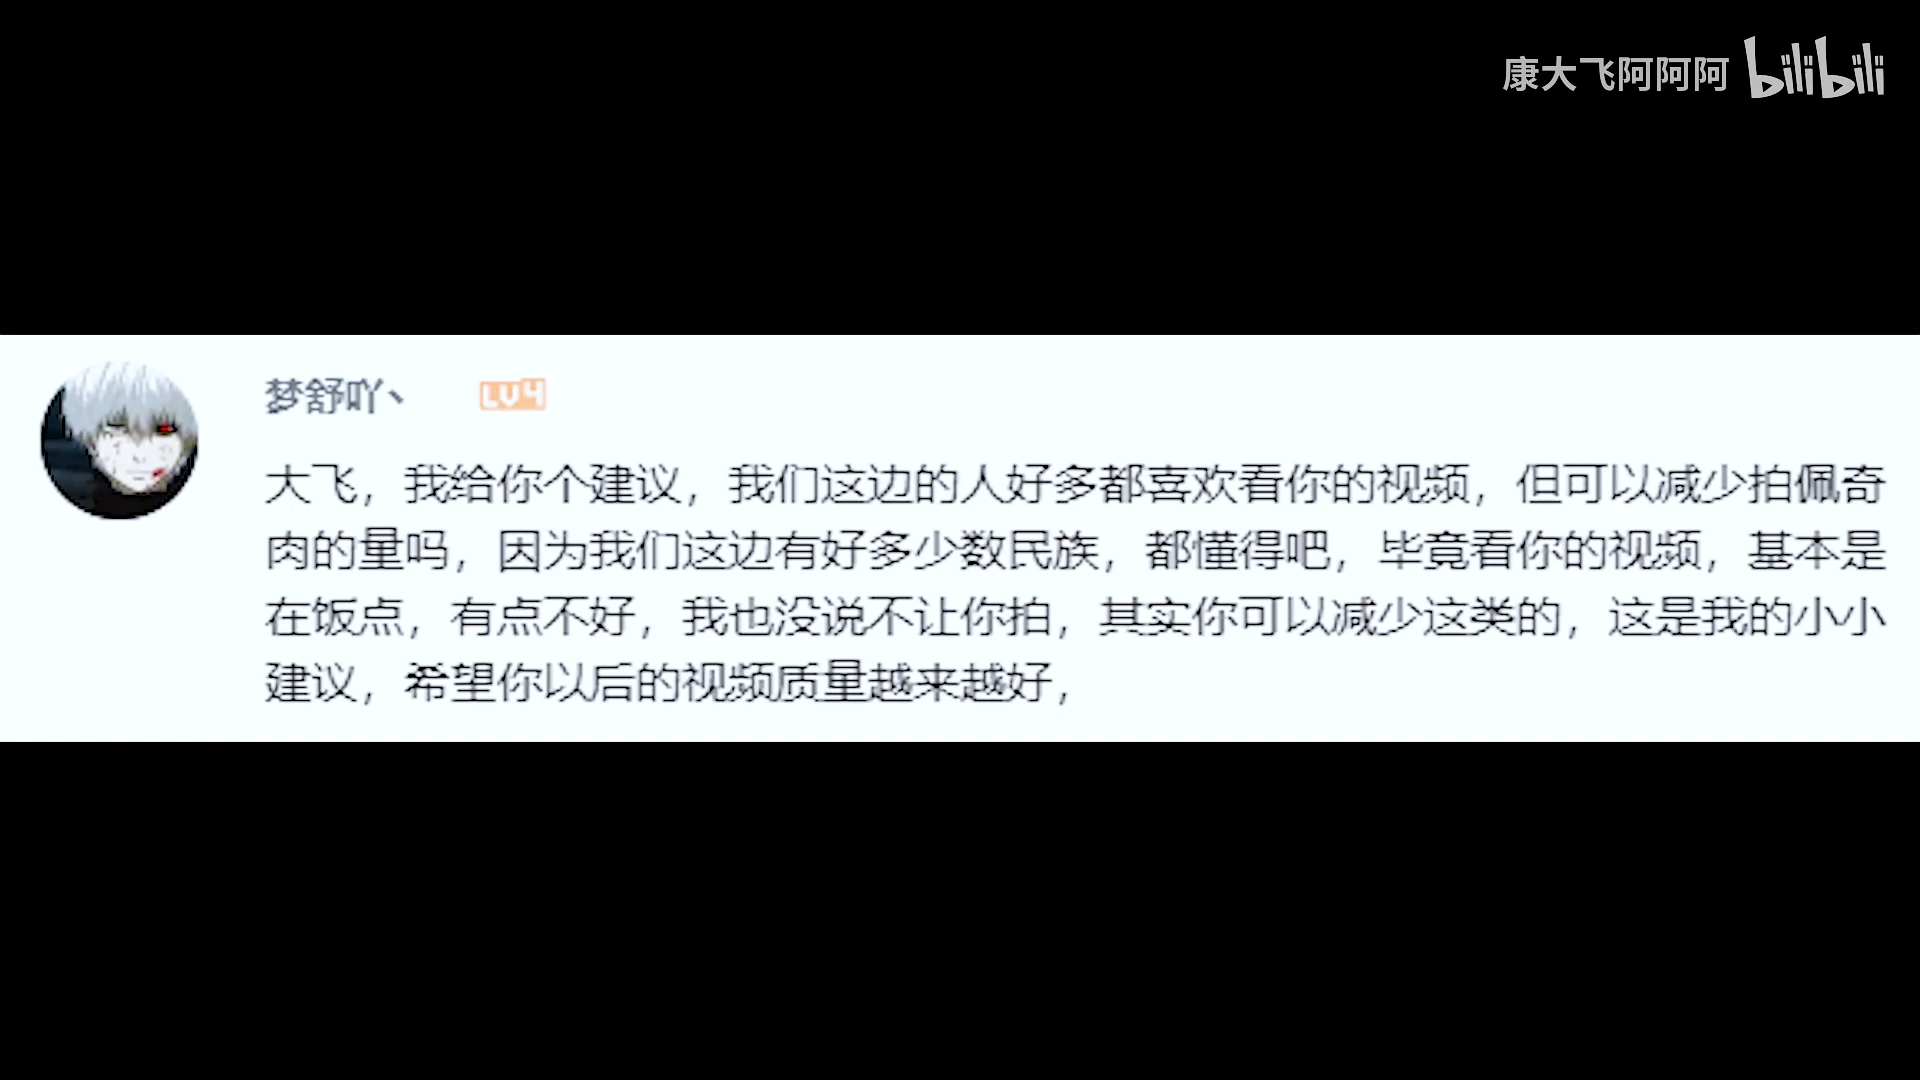 康大飞阿阿阿 bilibili
梦舒吖丶 LV4
大飞，我给你个建议，我们这边的人好多都喜欢看你的视频，但可以减少拍佩奇
肉的量吗，因为我们这边有好多少数民族，都懂得吧，毕竟看你的视频，基本是
在饭点，有点不好，我也没说不让你拍，其实你可以减少这类的，这是我的小小
建议，希望你以后的视频质量越来越好，